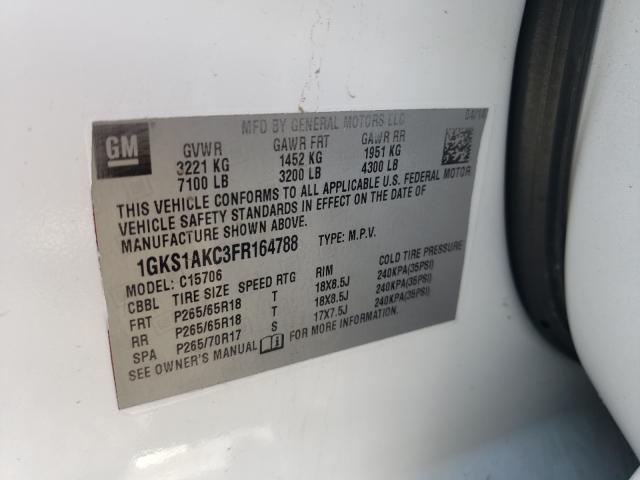 MFD BY GENERAL MOTORS LLC 04/14
GM
GVWR GAWR FRT GAWR RR
3221 KG 1452 KG 1951 KG
7100 LB 3200 LB 4300 LB
THIS VEHICLE CONFORMS TO ALL APPLICABLE U.S. FEDERAL MOTOR
VEHICLE SAFETY STANDARDS IN EFFECT ON THE DATE OF
MANUFACTURE SHOWN ABOVE.
1GKS1AKC3FR164788 TYPE: M.P.V.
MODEL: C15706
CBBL TIRE SIZE SPEED RTG RIM COLD TIRE PRESSURE
FRT P265/65R18 T 18X8.5J 240KPA(35PSI)
RR P265/65R18 T 18X8.5J 240KPA(35PSI)
SPA P265/70R17 S 17X7.5J 240KPA(35PSI)
SEE OWNER'S MANUAL i FOR MORE INFORMATION.